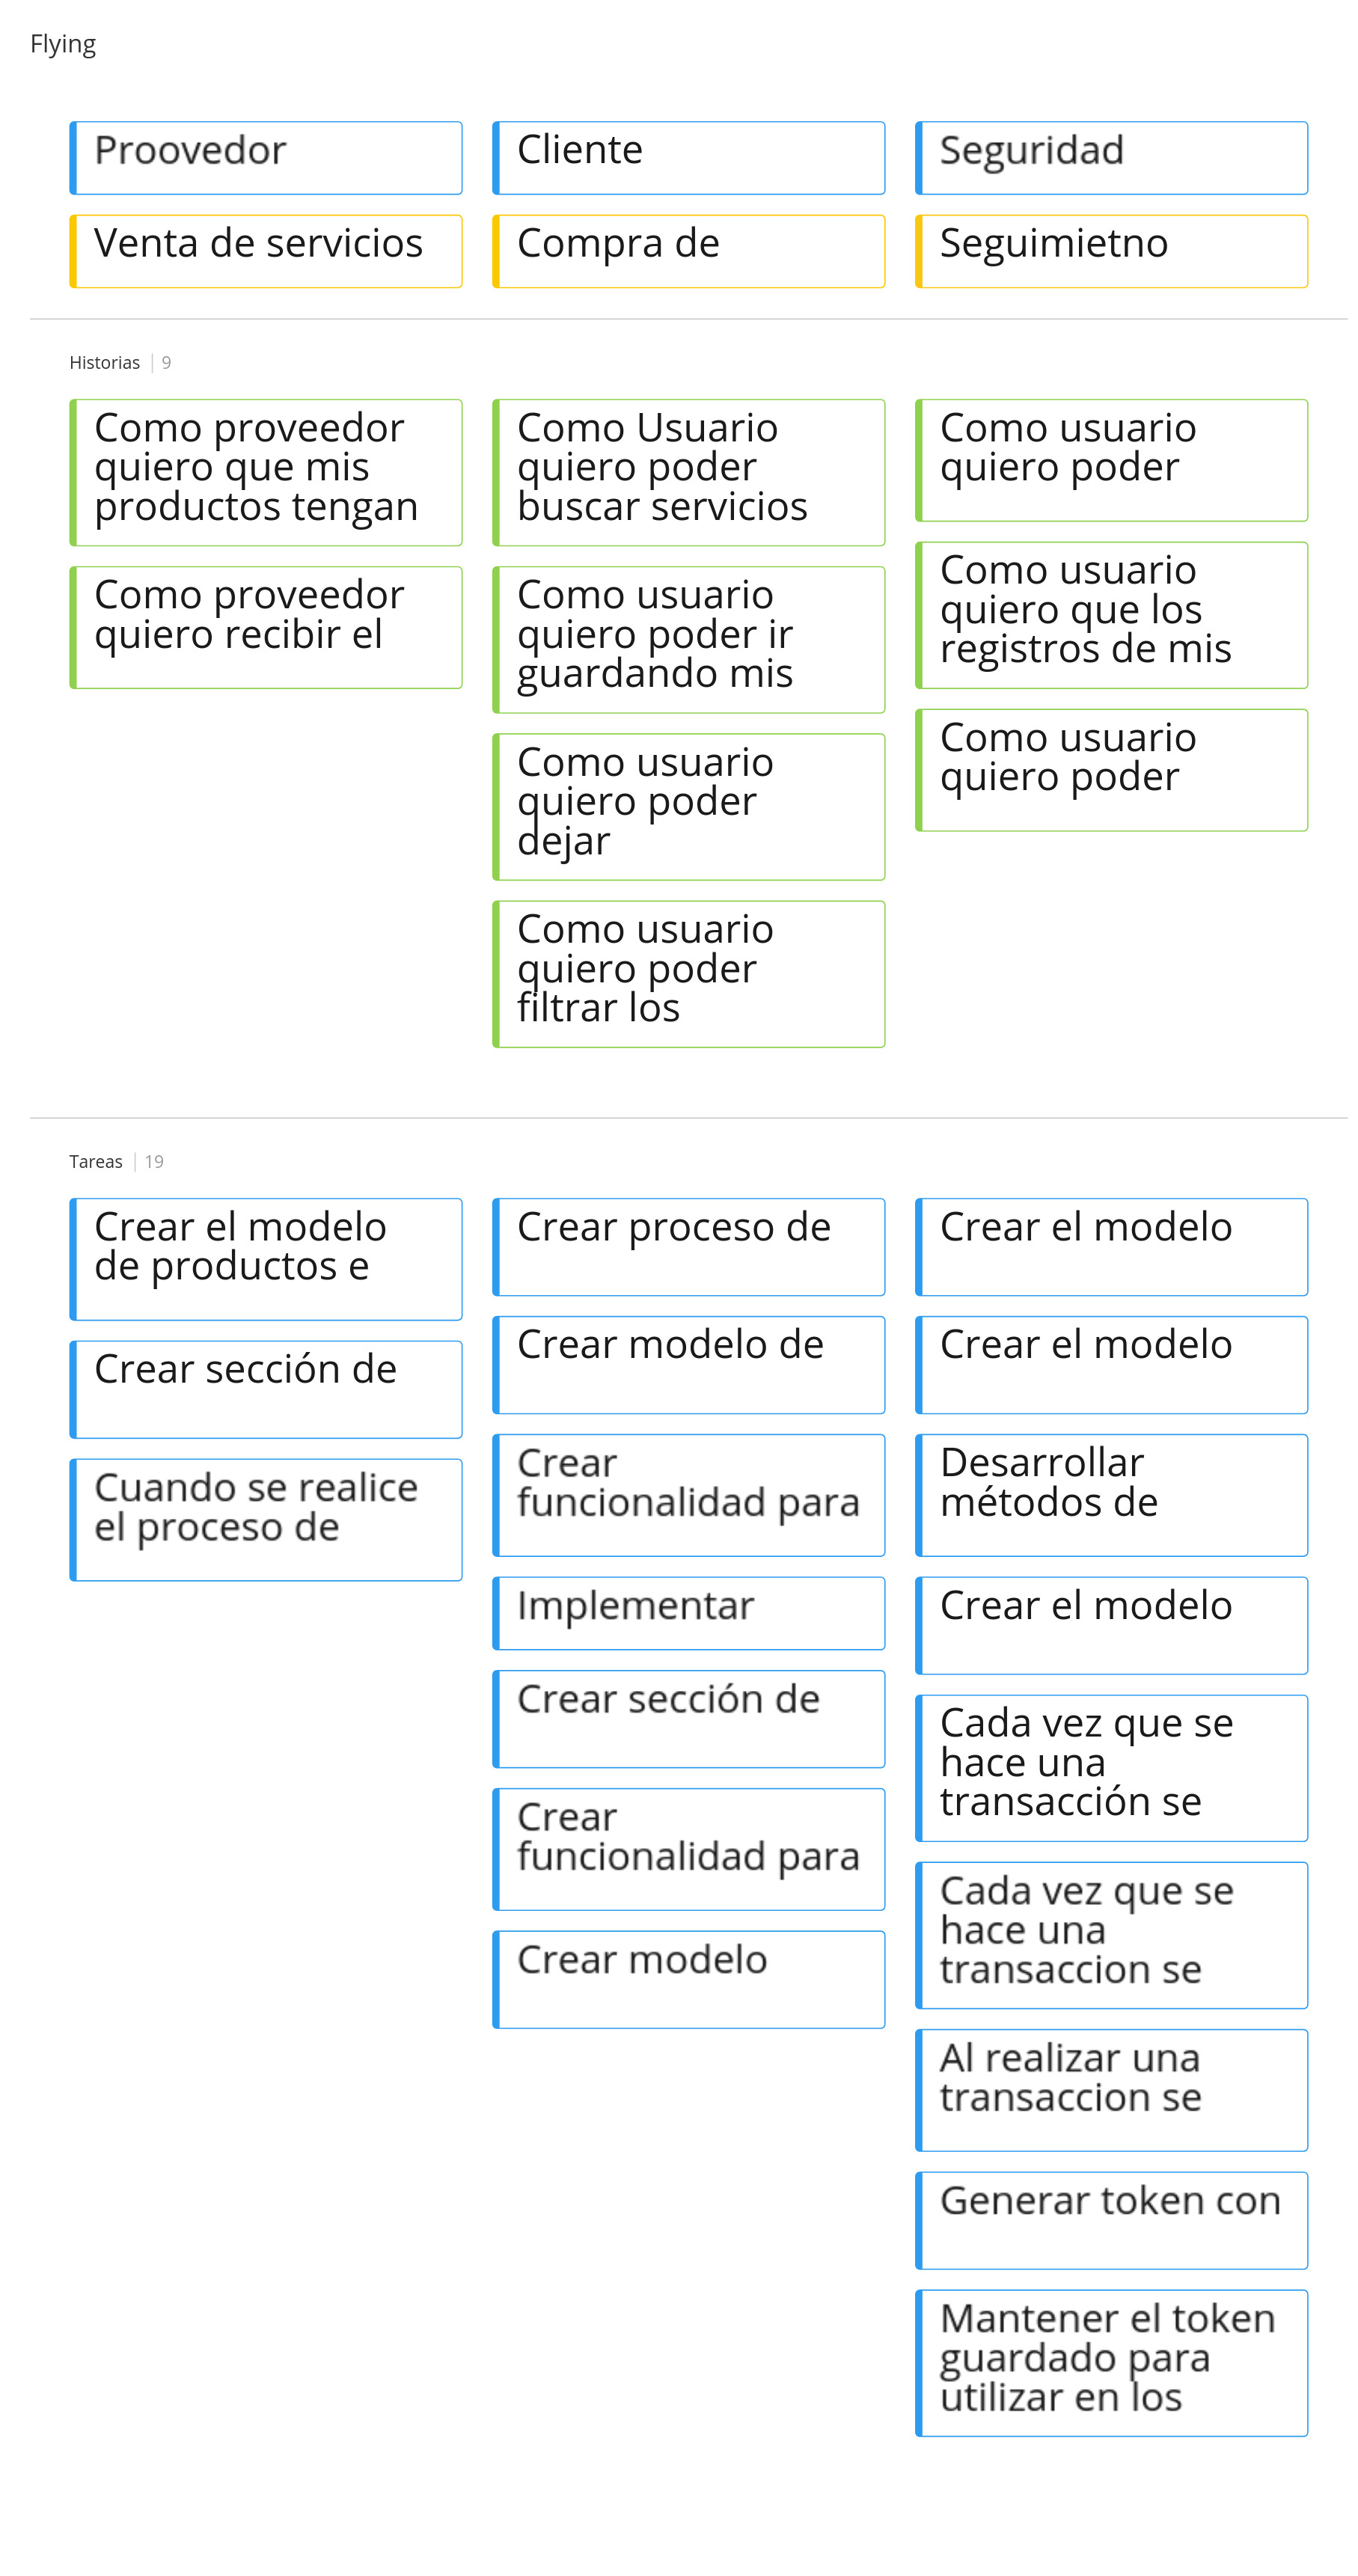 Flying
Proovedor
Cliente
Seguridad
Venta de servicios
Compra de
Seguimietno
Historias | 9
Como proveedor
quiero que mis
productos tengan
Como proveedor
quiero recibir el
Como Usuario
quiero poder
buscar servicios
Como usuario
quiero poder ir
guardando mis
Como usuario
quiero poder
dejar
Como usuario
quiero poder
filtrar los
Como usuario
quiero poder
Como usuario
quiero que los
registros de mis
Como usuario
quiero poder
Tareas | 19
Crear el modelo
de productos e
Crear sección de
Cuando se realice
el proceso de
Crear proceso de
Crear modelo de
Crear
funcionalidad para
Implementar
Crear sección de
Crear
funcionalidad para
Crear modelo
Crear el modelo
Crear el modelo
Desarrollar
métodos de
Crear el modelo
Cada vez que se
hace una
transacción se
Cada vez que se
hace una
transaccion se
Al realizar una
transaccion se
Generar token con
Mantener el token
guardado para
utilizar en los